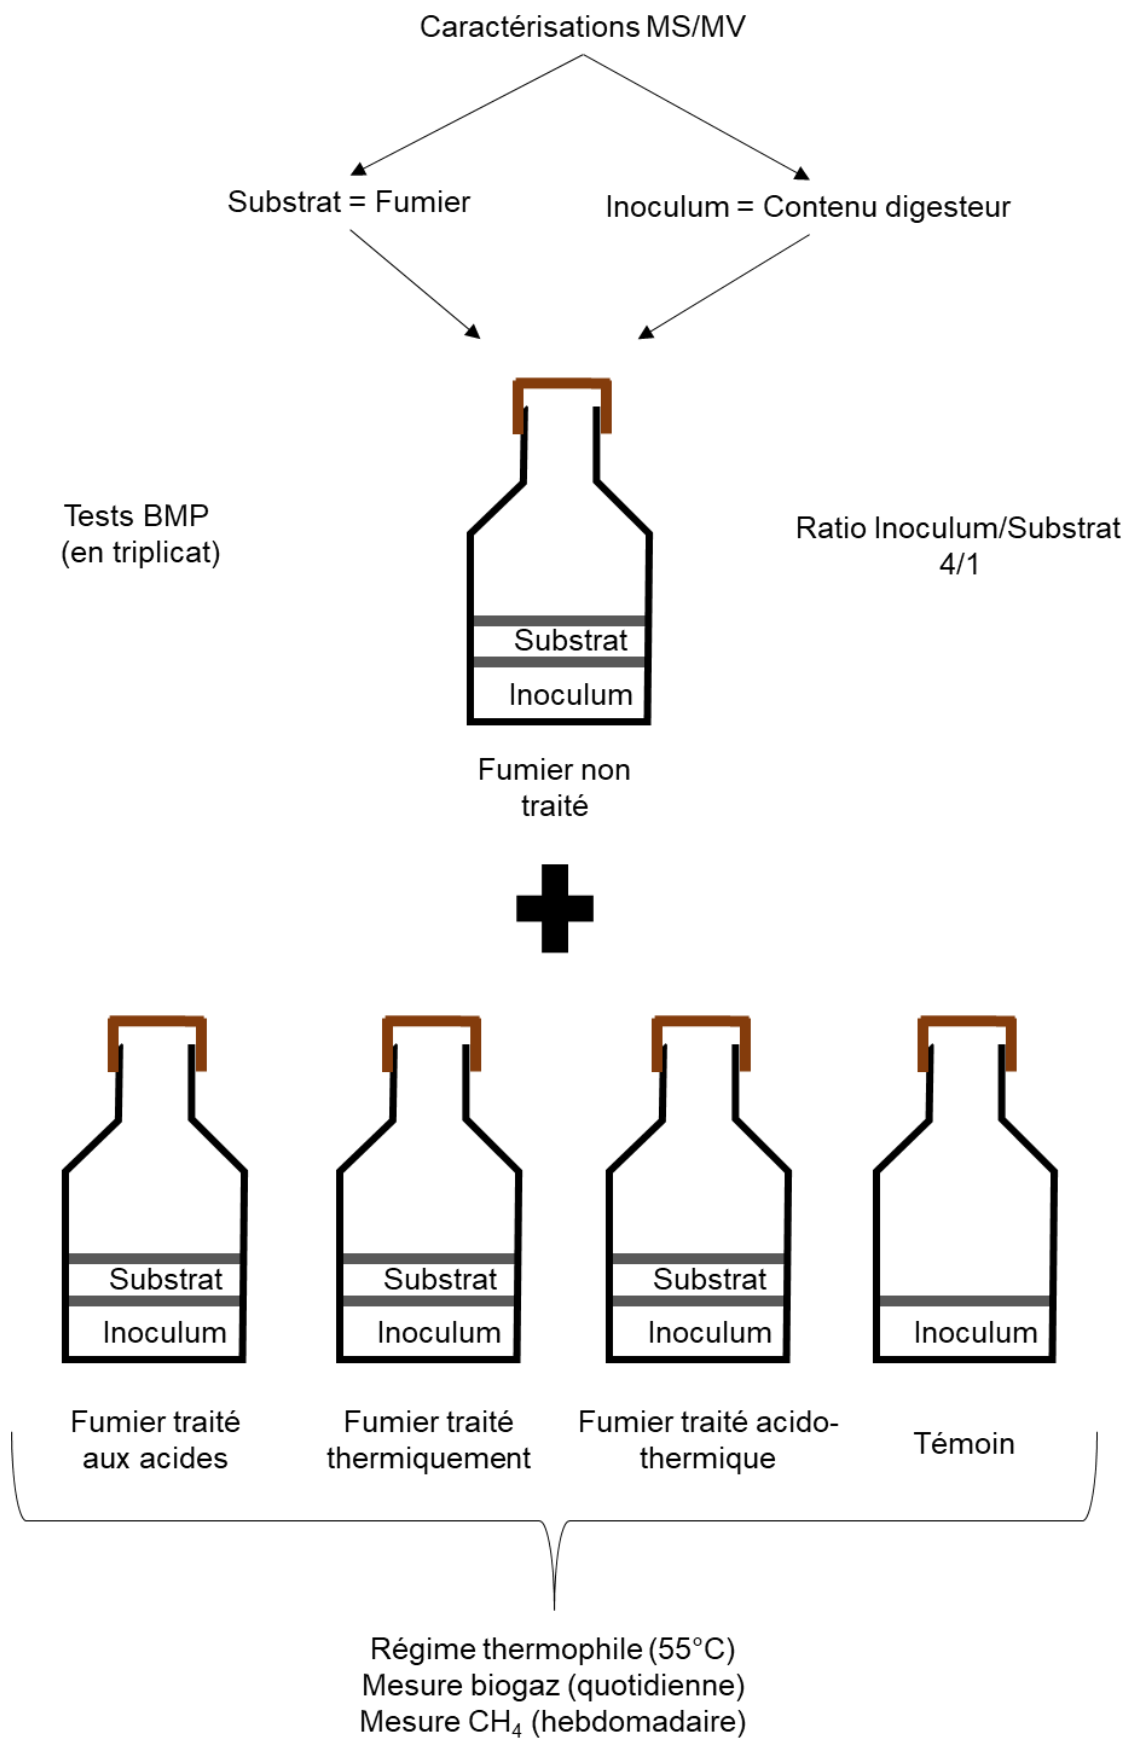 Caractérisations MS/MV
Substrat = Fumier
Inoculum = Contenu digesteur
Tests BMP
(en triplicat)
Ratio Inoculum/Substrat
4/1
Substrat
Inoculum
Fumier non
traité
Substrat
Inoculum
Substrat
Inoculum
Substrat
Inoculum
Inoculum
Fumier traité
aux acides
Fumier traité
thermiquement
Fumier traité acido-
thermique
Témoin
Régime thermophile (55°C)
Mesure biogaz (quotidienne)
Mesure CH₄ (hebdomadaire)